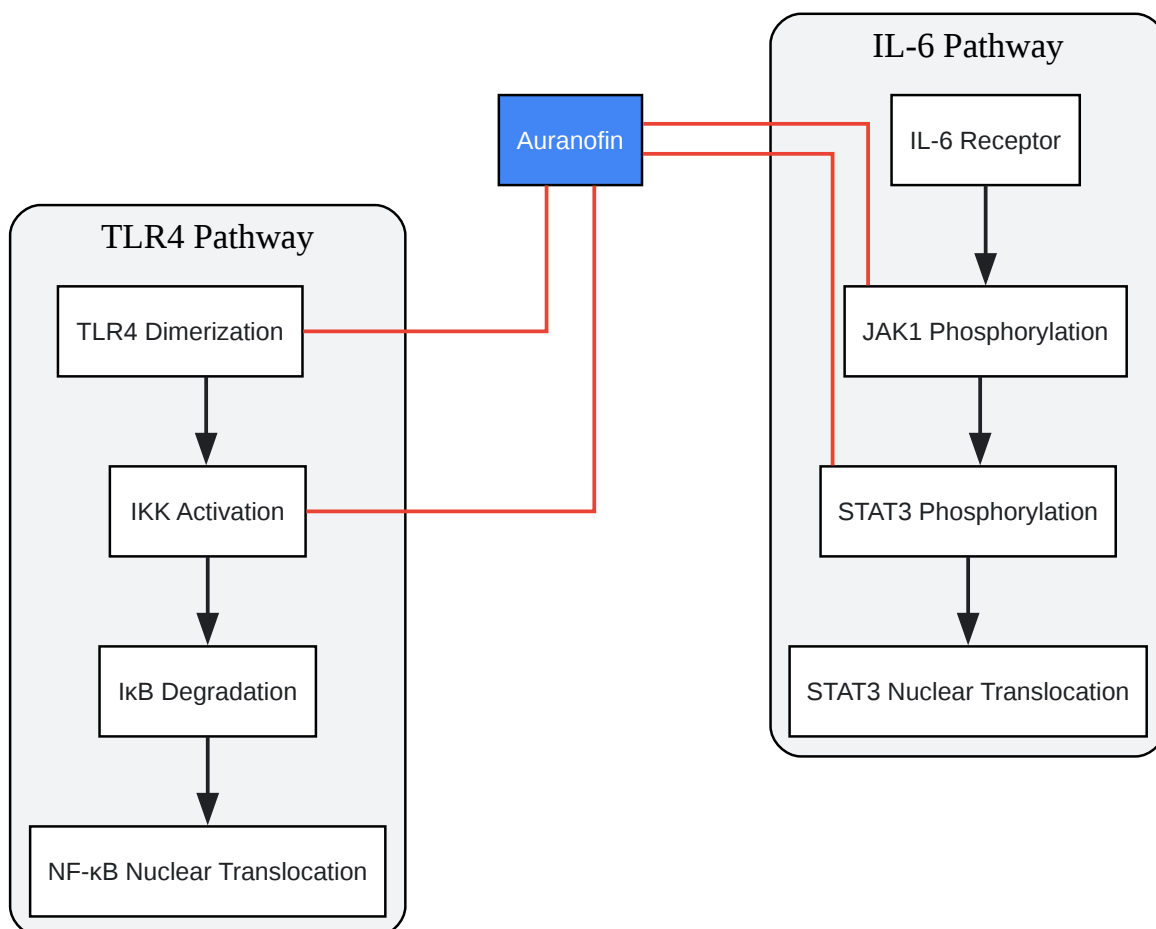 IL-6 Pathway
Auranofin
IL-6 Receptor
TLR4 Pathway
TLR4 Dimerization
JAK1 Phosphorylation
IKK Activation
STAT3 Phosphorylation
IκB Degradation
STAT3 Nuclear Translocation
NF-κB Nuclear Translocation